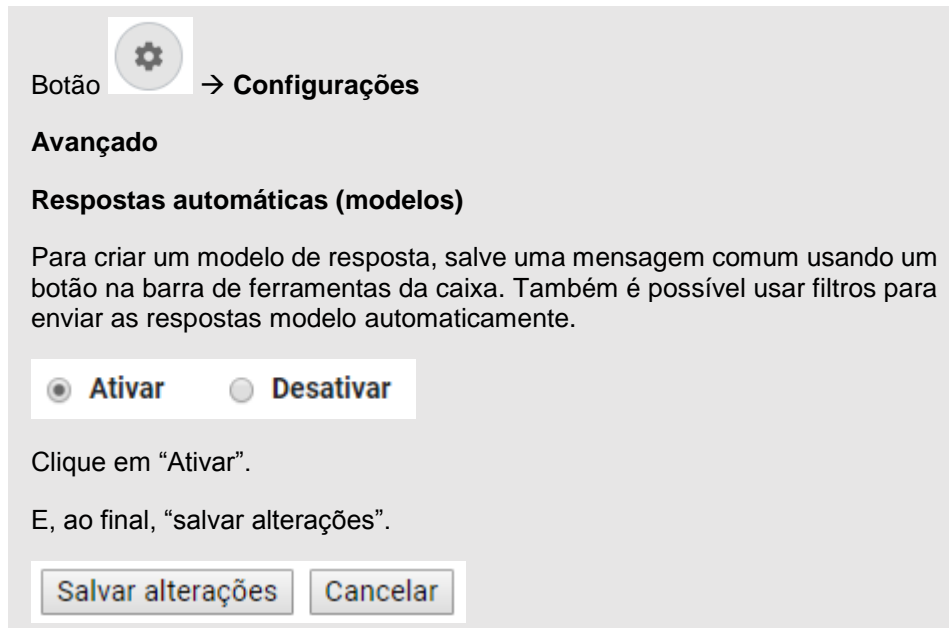 Botão → Configurações
Avançado
Respostas automáticas (modelos)
Para criar um modelo de resposta, salve uma mensagem comum usando um
botão na barra de ferramentas da caixa. Também é possível usar filtros para
enviar as respostas modelo automaticamente.
Ativar Desativar
Clique em “Ativar”.
E, ao final, “salvar alterações”.
Salvar alterações Cancelar